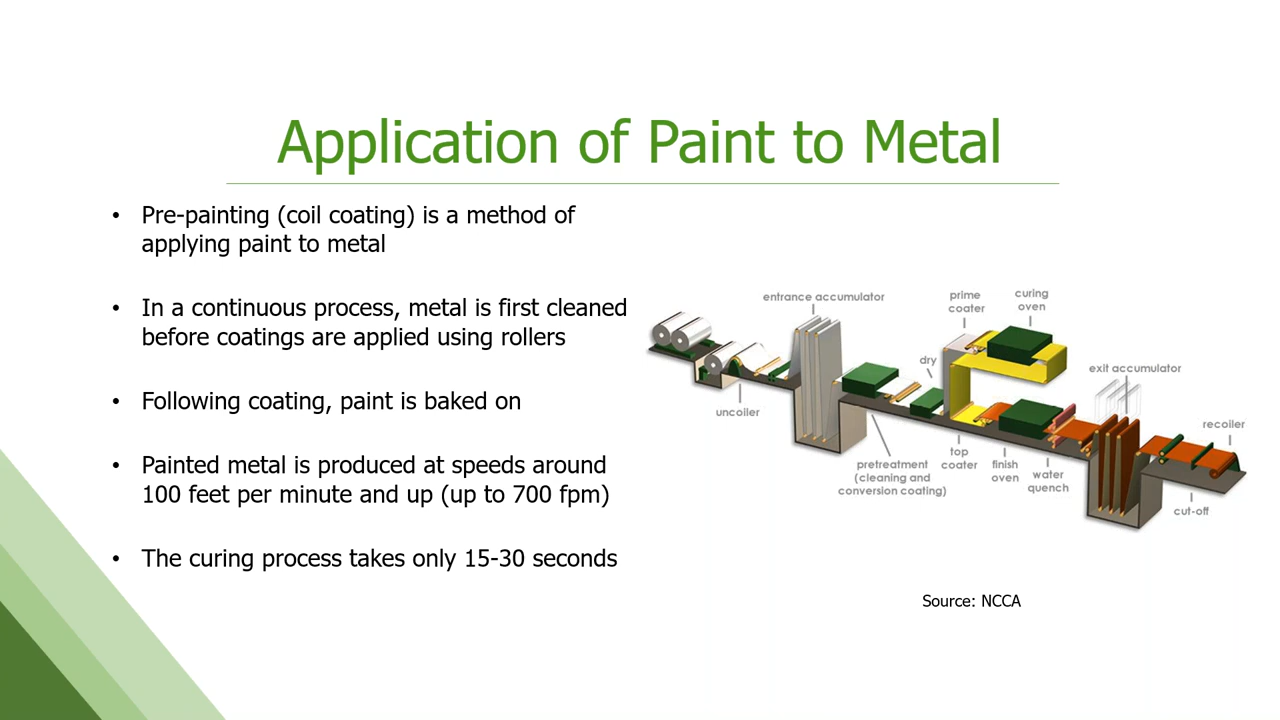 Application of Paint to Metal
• Pre-painting (coil coating) is a method of
applying paint to metal
• In a continuous process, metal is first cleaned
before coatings are applied using rollers
• Following coating, paint is baked on
• Painted metal is produced at speeds around
100 feet per minute and up (up to 700 fpm)
• The curing process takes only 15-30 seconds
entrance accumulator
prime
coater
curing
oven
dry
exit accumulator
uncoiler
recoiler
pretreatment
(cleaning and
conversion coating)
top
coater
finish
oven
water
quench
cut-off
Source: NCCA